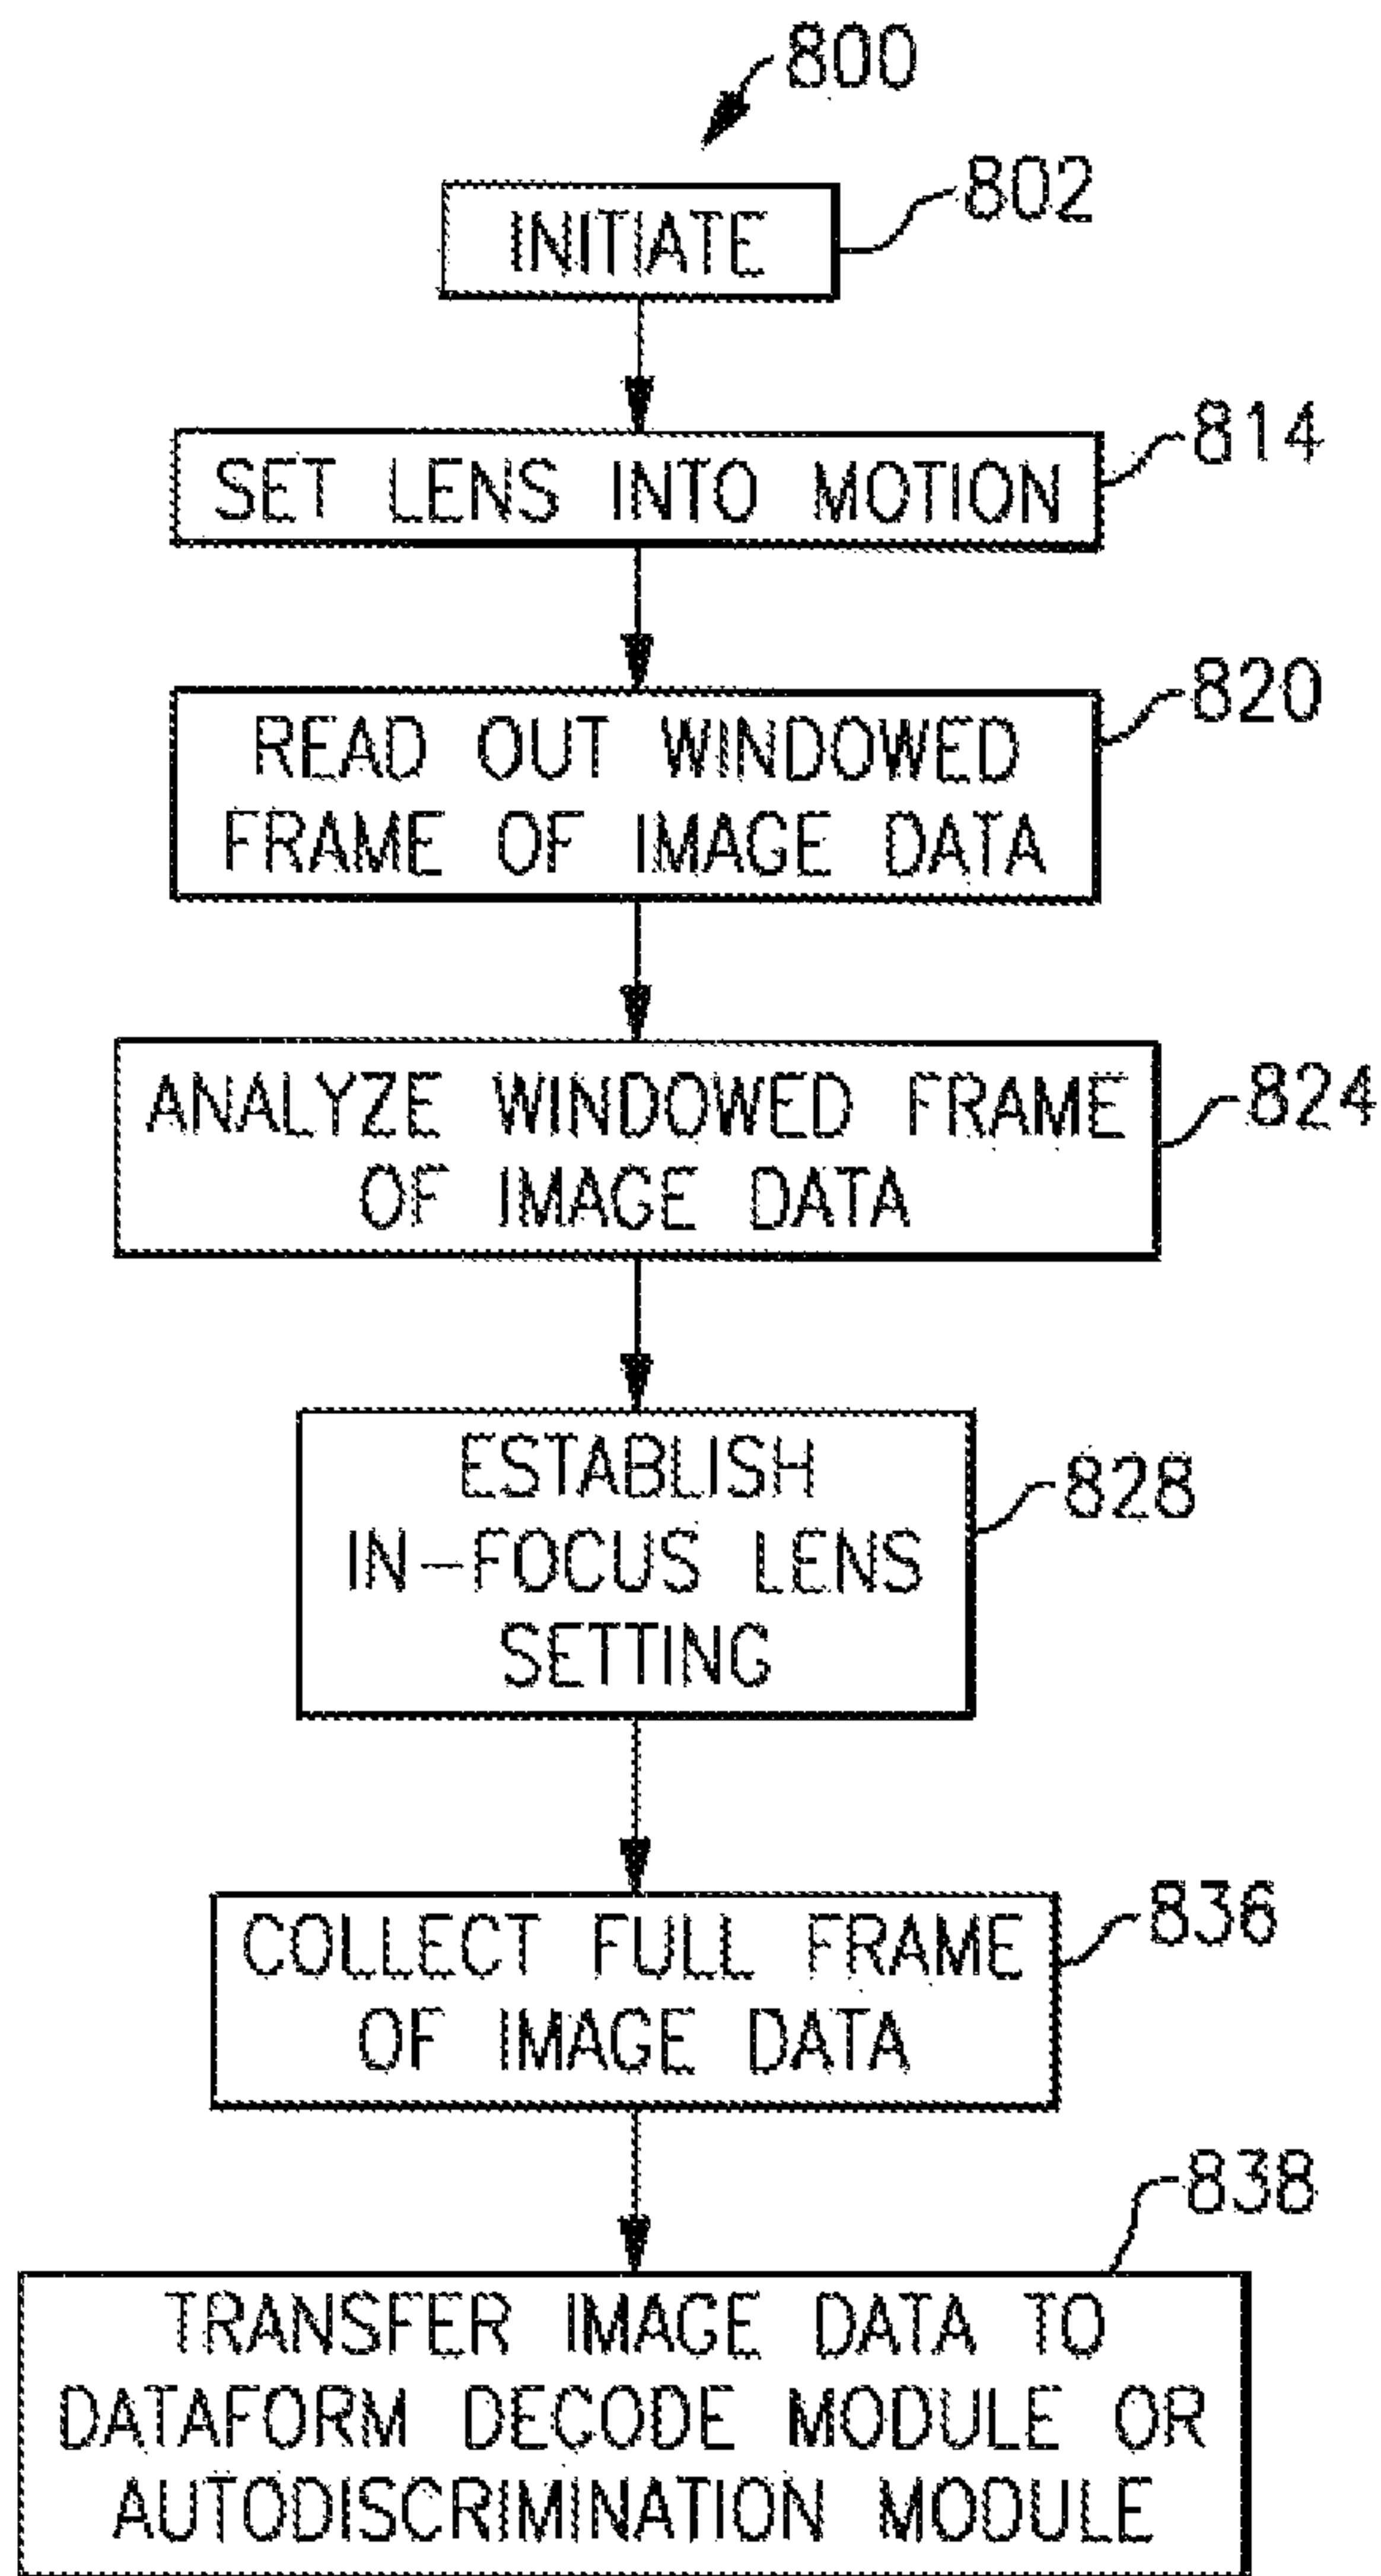 800
INITIATE
802
SET LENS INTO MOTION
814
READ OUT WINDOWED
FRAME OF IMAGE DATA
820
ANALYZE WINDOWED FRAME
OF IMAGE DATA
824
ESTABLISH
IN-FOCUS LENS
SETTING
828
COLLECT FULL FRAME
OF IMAGE DATA
836
838
TRANSFER IMAGE DATA TO
DATAFORM DECODE MODULE OR
AUTODISCRIMINATION MODULE